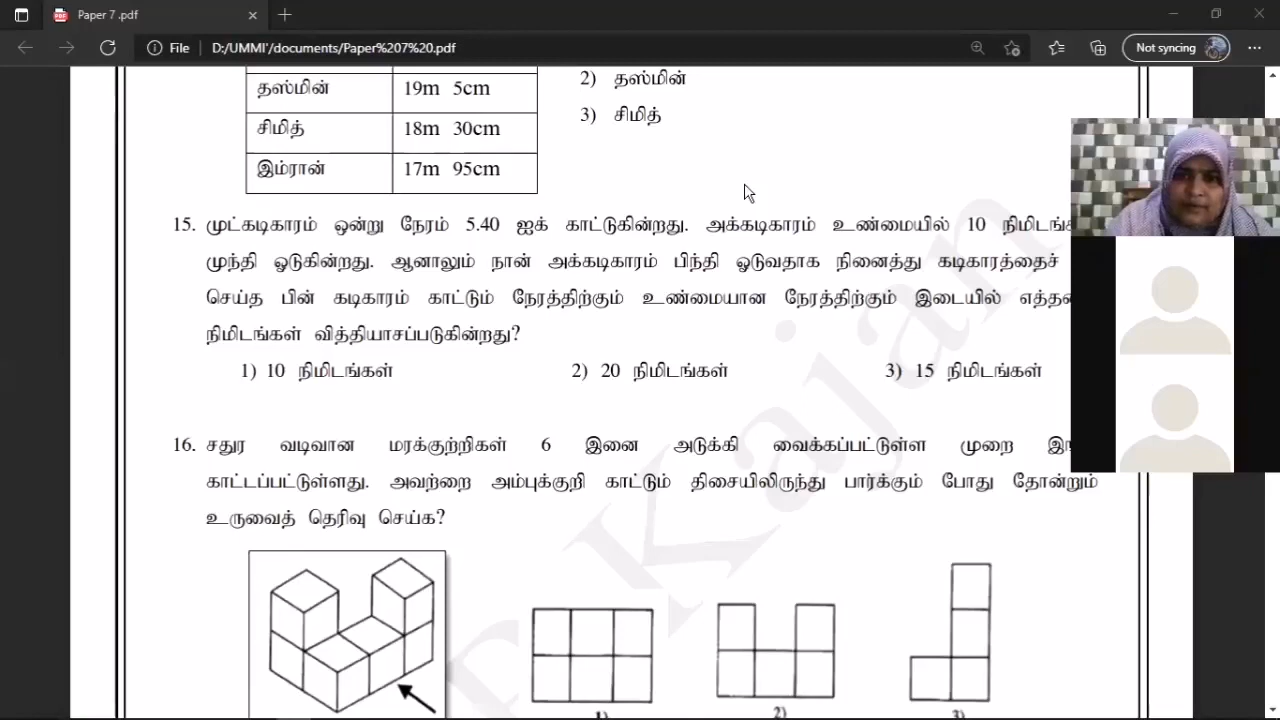 Paper 7 .pdf
File D:/UMMI'/documents/Paper%207%20.pdf
Not syncing
தஸ்மின் 19m 5cm
சிமித் 18m 30cm
இம்ரான் 17m 95cm
2) தஸ்மின்
3) சிமித்
15. முட்கடிகாரம் ஒன்று நேரம் 5.40 ஐக் காட்டுகின்றது. அக்கடிகாரம் உண்மையில் 10
முந்தி ஓடுகின்றது. ஆனாலும் நான் அக்கடிகாரம் பிந்தி ஓடுவதாக நினைத்து கடிகாரத்தைச்
செய்த பின் கடிகாரம் காட்டும் நேரத்திற்கும் உண்மையான நேரத்திற்கும் இடையில்
நிமிடங்கள் வித்தியாசப்படுகின்றது?
1) 10 நிமிடங்கள் 2) 20 நிமிடங்கள் 3) 15 நிமிடங்கள்
16. சதுர வடிவான மரக்குற்றிகள் 6 இனை அடுக்கி வைக்கப்பட்டுள்ள முறை
காட்டப்பட்டுள்ளது. அவற்றை அம்புக்குறி காட்டும் திசையிலிருந்து பார்க்கும் போது தோன்றும்
உருவைத் தெரிவு செய்க?
1) 2) 3)
Kajan